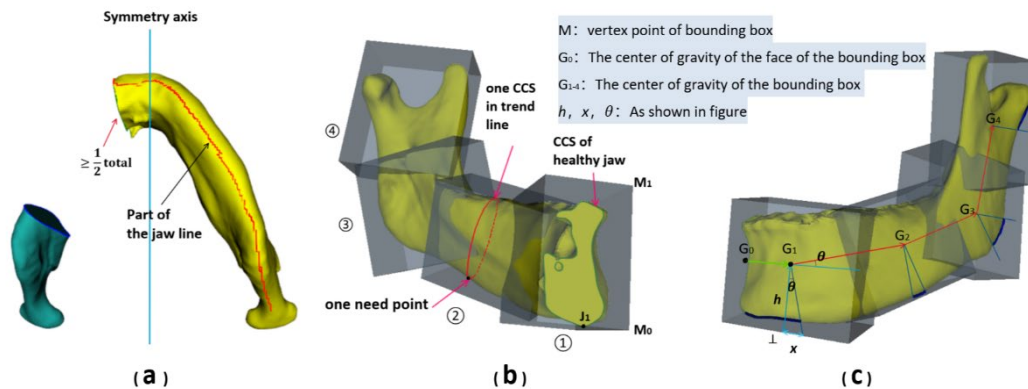 Symmetry axis
≥ 1/2 total
Part of
the jaw line
(a)
M: vertex point of bounding box
G₀: The center of gravity of the face of the bounding box
G₁₋₄: The center of gravity of the bounding box
h, x, θ: As shown in figure
one CCS
in trend
line
CCS of
healthy jaw
④
M₁
③
one need point
②
J₁
①
M₀
(b)
G₄
G₃
G₂
G₀
G₁
θ
θ
h
⊥
x
(c)